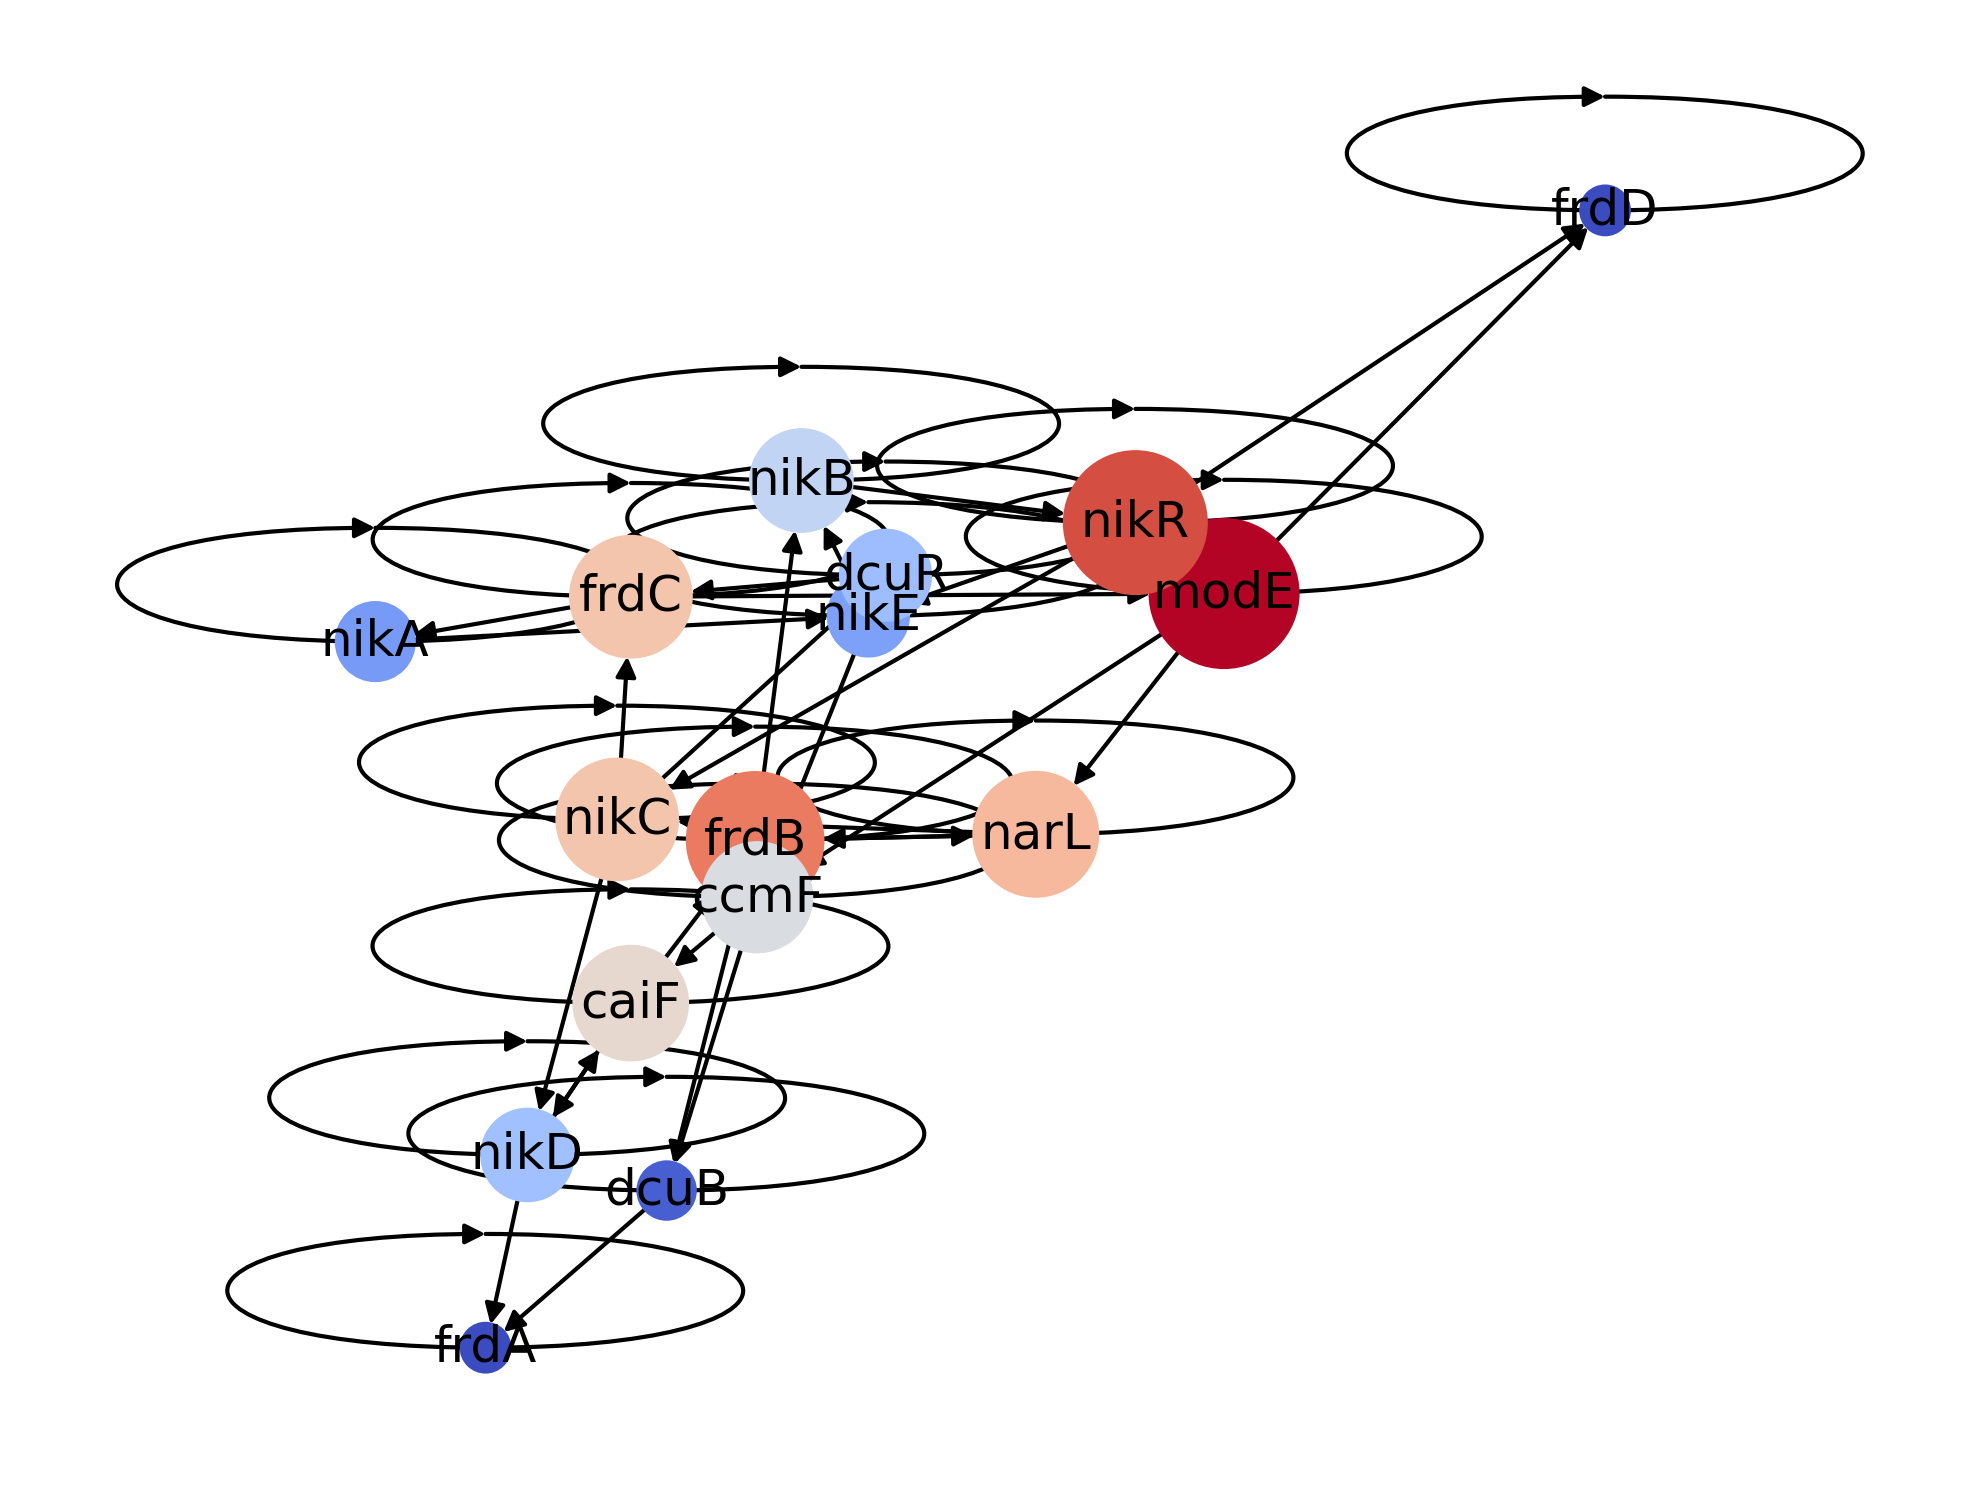 frdD
nikB
nikR
dcuR
frdC
modE
nikE
nikA
nikC
frdB
narL
ccmF
caiF
nikD
dcuB
frdA